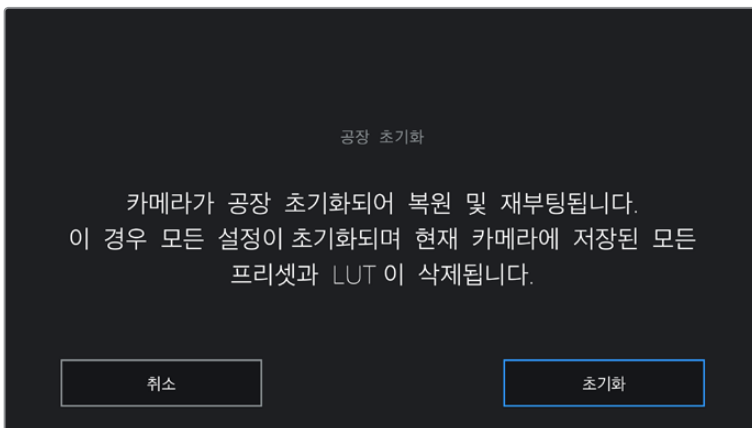 공장 초기화
카메라가 공장 초기화되어 복원 및 재부팅됩니다.
이 경우 모든 설정이 초기화되며 현재 카메라에 저장된 모든
프리셋과 LUT 이 삭제됩니다.
취소
초기화